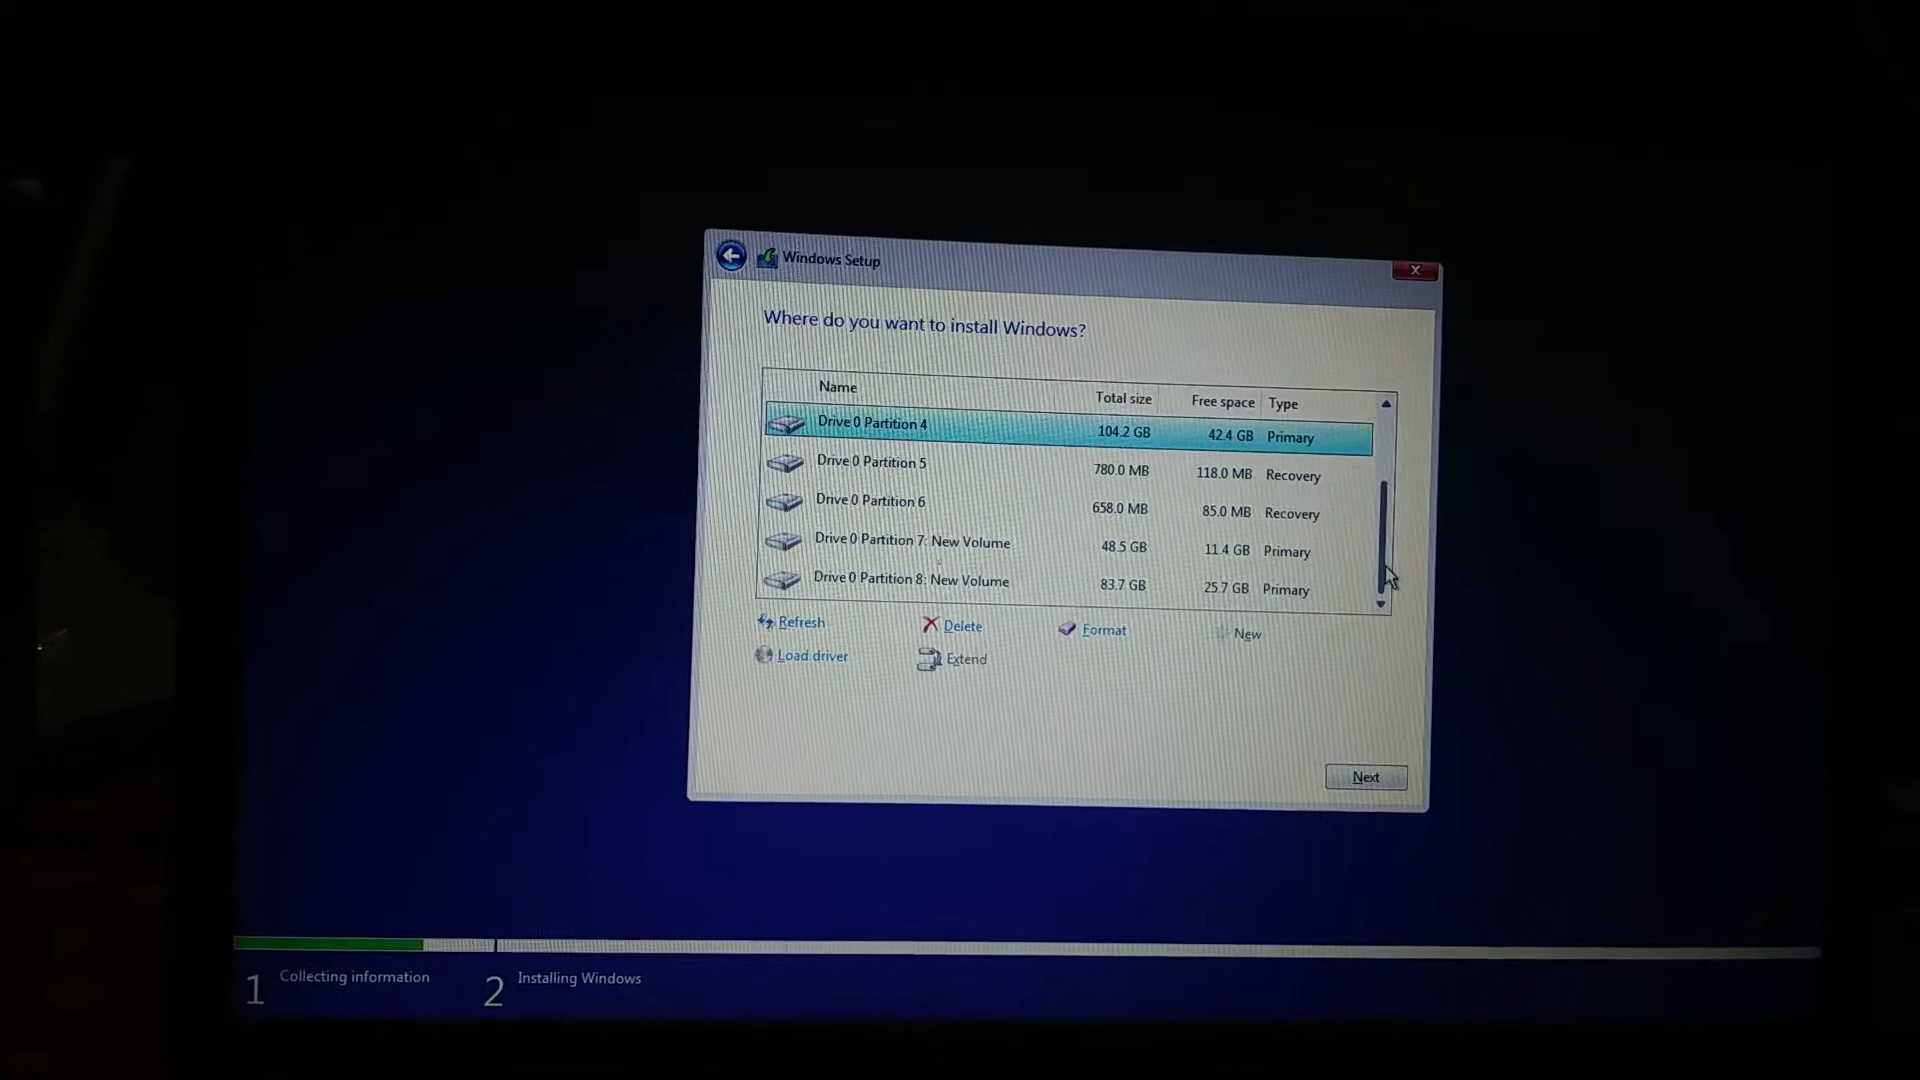 Windows Setup
x
Where do you want to install Windows?
Name Total size Free space Type
Drive 0 Partition 4 104.2 GB 42.4 GB Primary
Drive 0 Partition 5 780.0 MB 118.0 MB Recovery
Drive 0 Partition 6 658.0 MB 85.0 MB Recovery
Drive 0 Partition 7: New Volume 48.5 GB 11.4 GB Primary
Drive 0 Partition 8: New Volume 83.7 GB 25.7 GB Primary
Refresh Delete Format New
Load driver Extend
Next
1 Collecting information 2 Installing Windows